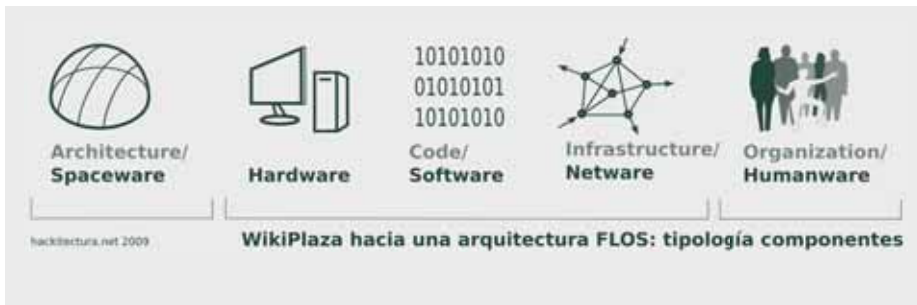 10101010
01010101
10101010
Architecture/
Spaceware
Hardware
Code/
Software
Infrastructure/
Netware
Organization/
Humanware
hackitectura.net 2009
WikiPlaza hacia una arquitectura FLOS: tipología componentes